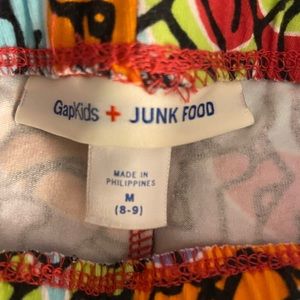 GapKids + JUNK FOOD
MADE IN
PHILIPPINES
M
(8-9)